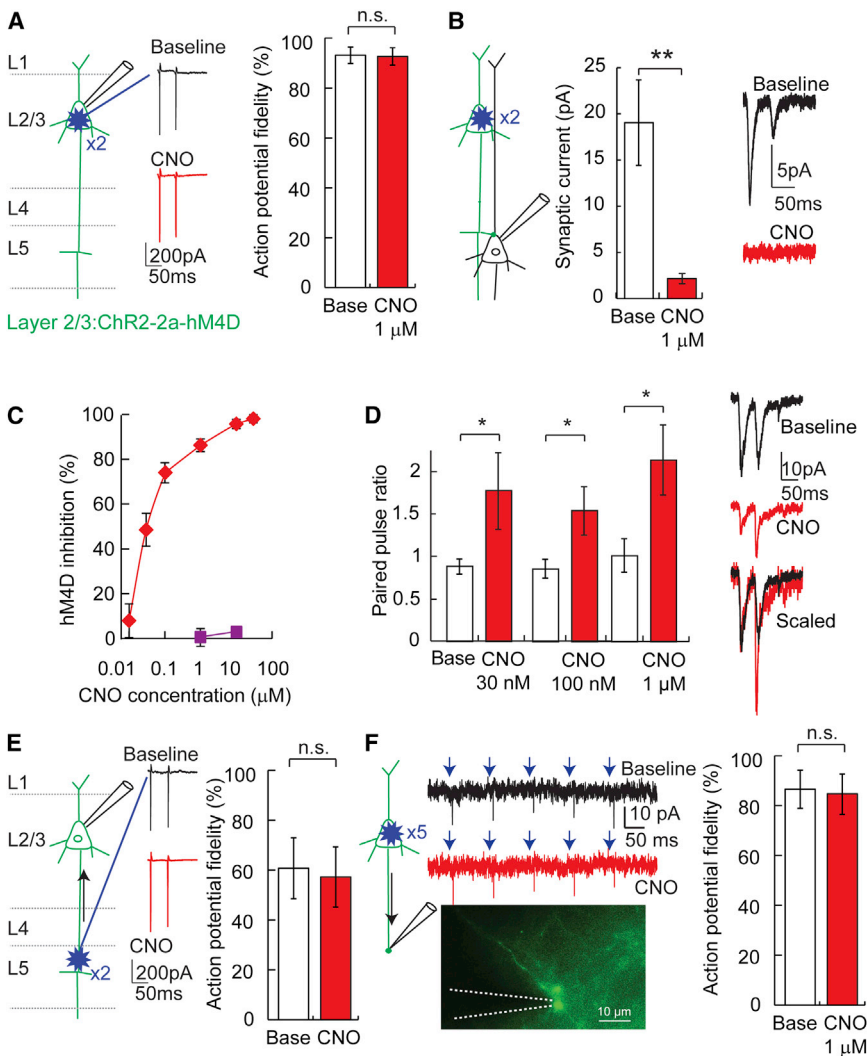 A
L1
L2/3
L4
L5
x2
Baseline
CNO
200pA
50ms
Layer 2/3:ChR2-2a-hM4D
n.s.
Action potential fidelity (%)
100
80
60
40
20
0
Base CNO
1 μM
B
x2
**
Synaptic current (pA)
25
20
15
10
5
0
Base CNO
1 μM
Baseline
5pA
50ms
CNO
C
hM4D inhibition (%)
100
80
60
40
20
0
0.01 0.1 1 10 100
CNO concentration (μM)
D
* * *
Paired pulse ratio
2
1.5
1
0.5
0
Base CNO CNO CNO
30 nM 100 nM 1 μM
Baseline
10pA
50ms
CNO
Scaled
E
L1
L2/3
L4
L5
x2
Baseline
CNO
200pA
50ms
n.s.
Action potential fidelity (%)
100
80
60
40
20
0
Base CNO
F
x5
Baseline
10 pA
50 ms
CNO
10 μm
n.s.
Action potential fidelity (%)
100
80
60
40
20
0
Base CNO
1 μM